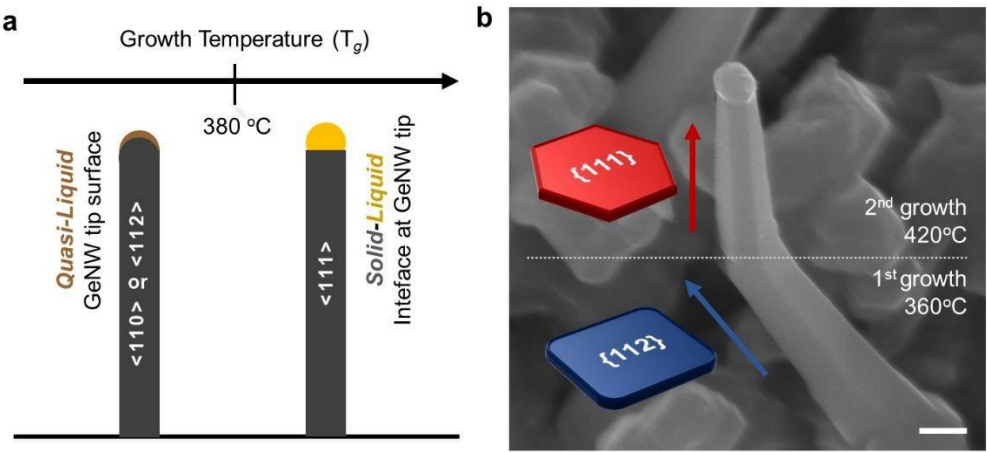 a
Growth Temperature (Tg)
380 °C
Quasi-Liquid
GeNW tip surface
<110> or <112>
<111>
Solid-Liquid
Inteface at GeNW tip
b
{111}
2nd growth
420°C
1st growth
360°C
{112}